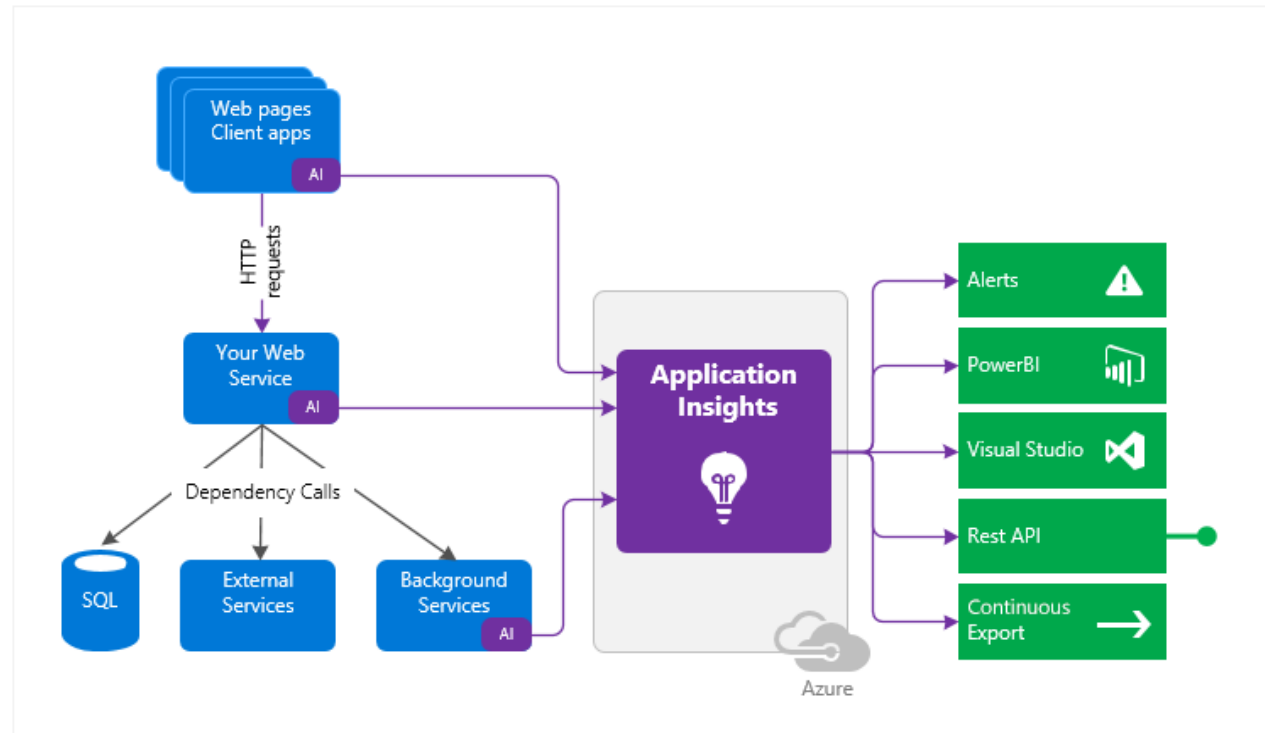 Web pages
Client apps
AI
HTTP
requests
Your Web
Service
AI
Dependency Calls
SQL
External
Services
Background
Services
AI
Application
Insights
Azure
Alerts
PowerBI
Visual Studio
Rest API
Continuous
Export